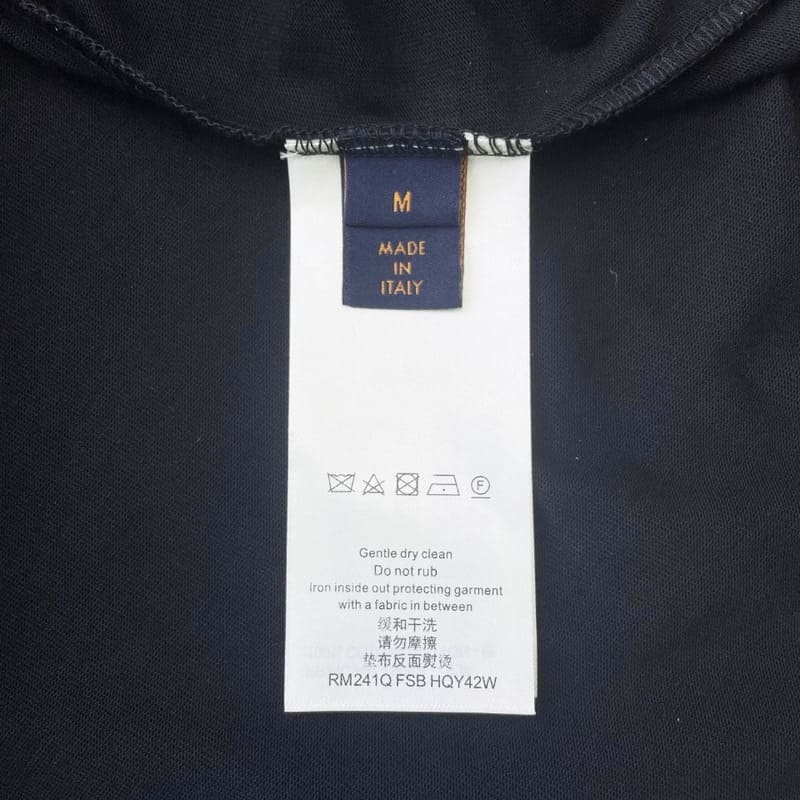 M
MADE
IN
ITALY
F
Gentle dry clean
Do not rub
Iron inside out protecting garment
with a fabric in between
缓和干洗
请勿摩擦
垫布反面熨烫
RM241Q FSB HQY42W